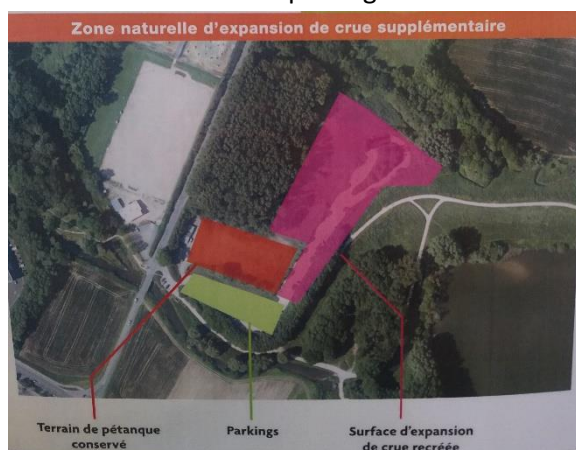 Zone naturelle d'expansion de crue supplémentaire
Terrain de pétanque
conservé
Parkings
Surface d'expansion
de crue recréée